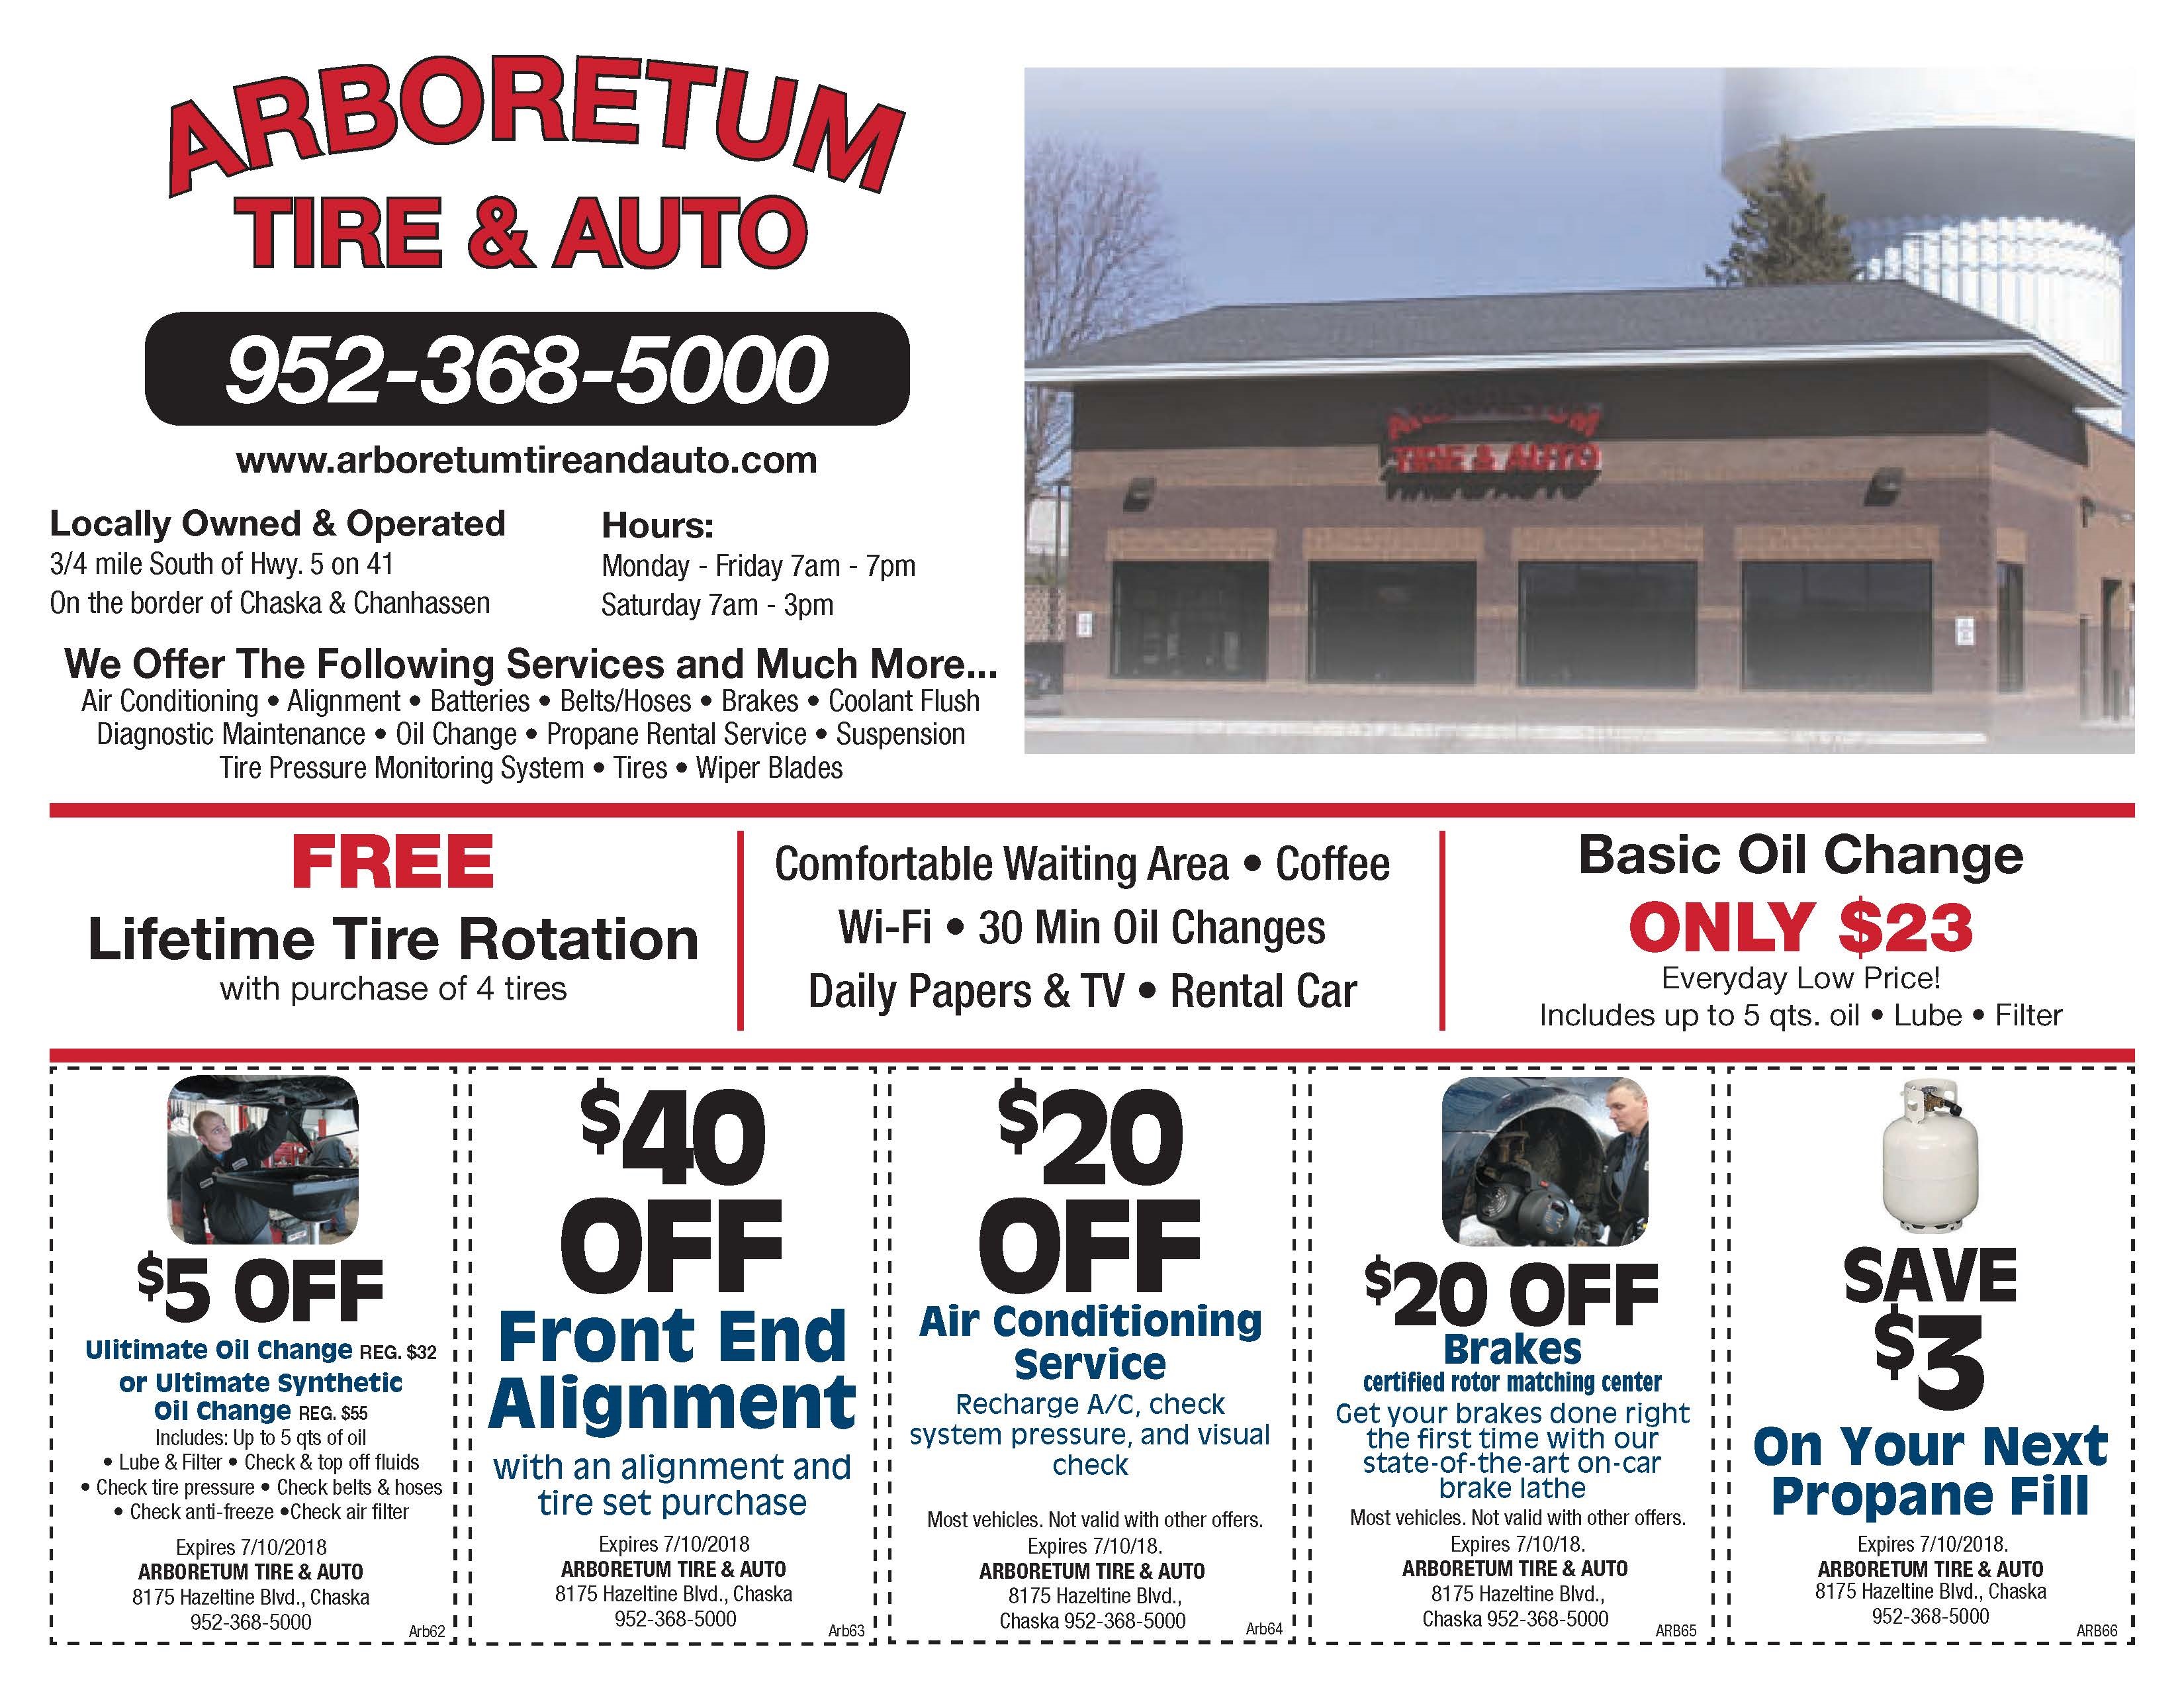 ARBORETUM
TIRE & AUTO
952-368-5000
www.arboretumtireandauto.com
Locally Owned & Operated
3/4 mile South of Hwy. 5 on 41
On the border of Chaska & Chanhassen
Hours:
Monday - Friday 7am - 7pm
Saturday 7am - 3pm
We Offer The Following Services and Much More...
Air Conditioning • Alignment • Batteries • Belts/Hoses • Brakes • Coolant Flush
Diagnostic Maintenance • Oil Change • Propane Rental Service • Suspension
Tire Pressure Monitoring System • Tires • Wiper Blades
ARBORETUM
TIRE & AUTO
FREE
Lifetime Tire Rotation
with purchase of 4 tires
Comfortable Waiting Area • Coffee
Wi-Fi • 30 Min Oil Changes
Daily Papers & TV • Rental Car
Basic Oil Change
ONLY $23
Everyday Low Price!
Includes up to 5 qts. oil • Lube • Filter
$5 OFF
Ulitimate Oil Change REG. $32
or Ultimate Synthetic
Oil Change REG. $55
Includes: Up to 5 qts of oil
• Lube & Filter • Check & top off fluids
• Check tire pressure • Check belts & hoses
• Check anti-freeze •Check air filter
Expires 7/10/2018
ARBORETUM TIRE & AUTO
8175 Hazeltine Blvd., Chaska
952-368-5000
Arb62
$40
OFF
Front End
Alignment
with an alignment and
tire set purchase
Expires 7/10/2018
ARBORETUM TIRE & AUTO
8175 Hazeltine Blvd., Chaska
952-368-5000
Arb63
$20
OFF
Air Conditioning
Service
Recharge A/C, check
system pressure, and visual
check
Most vehicles. Not valid with other offers.
Expires 7/10/18.
ARBORETUM TIRE & AUTO
8175 Hazeltine Blvd.,
Chaska 952-368-5000
Arb64
$20 OFF
Brakes
certified rotor matching center
Get your brakes done right
the first time with our
state-of-the-art on-car
brake lathe
Most vehicles. Not valid with other offers.
Expires 7/10/18.
ARBORETUM TIRE & AUTO
8175 Hazeltine Blvd.,
Chaska 952-368-5000
ARB65
SAVE
$3
On Your Next
Propane Fill
Expires 7/10/2018.
ARBORETUM TIRE & AUTO
8175 Hazeltine Blvd., Chaska
952-368-5000
ARB66